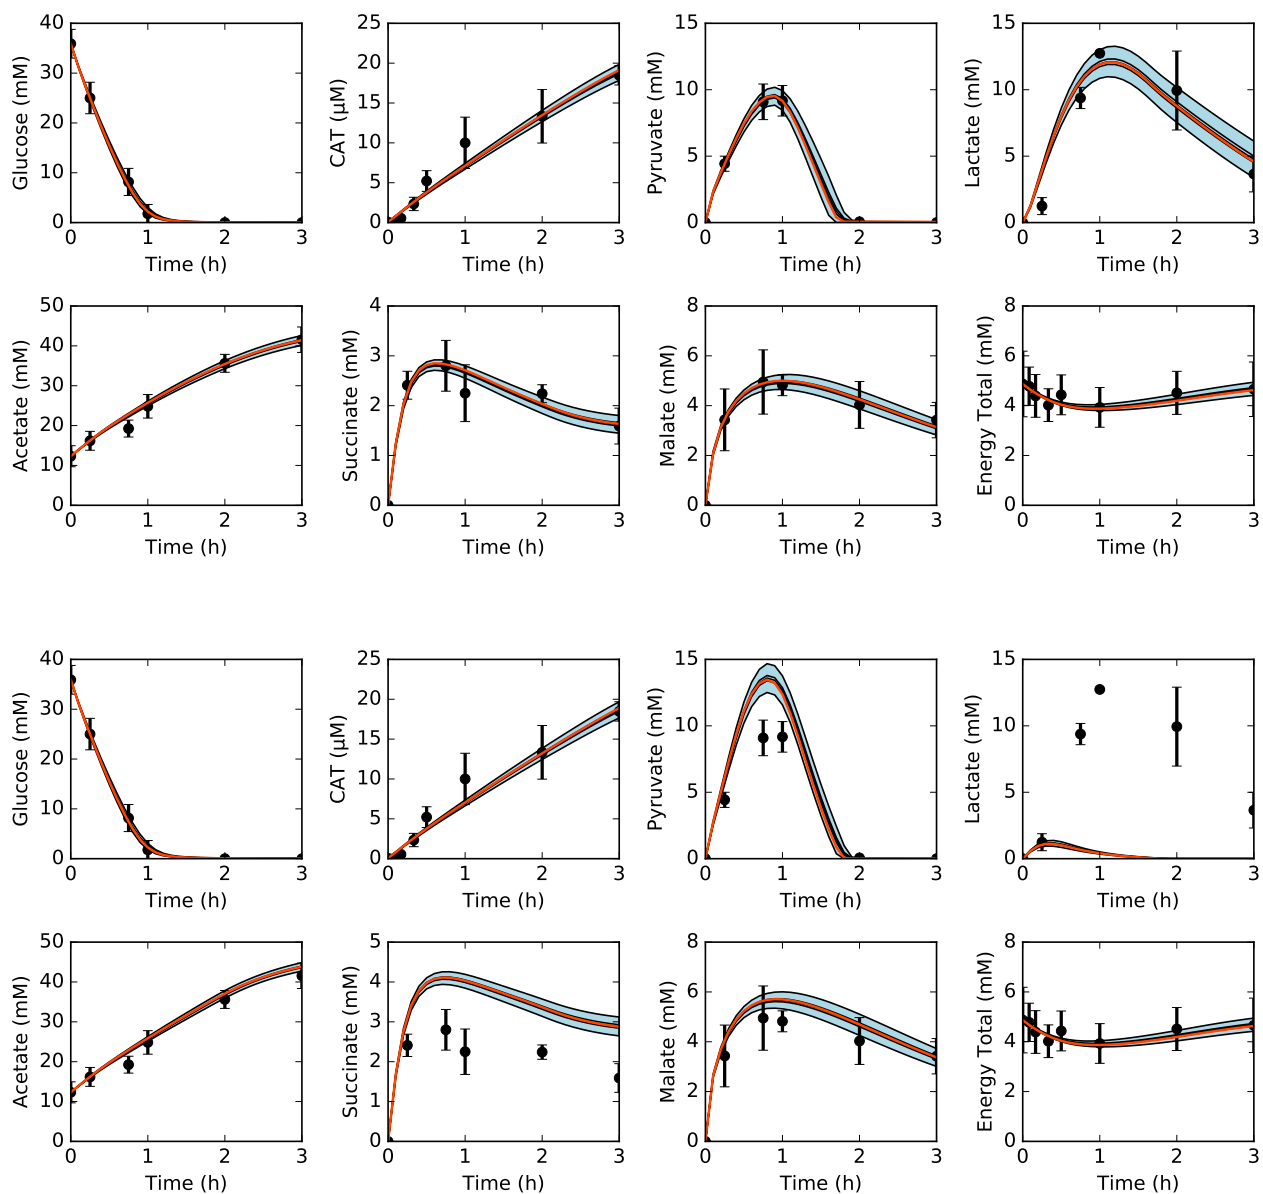 Glucose (mM)
40
30
20
10
0
0 1 2 3
Time (h)
CAT (μM)
25
20
15
10
5
0
0 1 2 3
Time (h)
Pyruvate (mM)
15
10
5
0
0 1 2 3
Time (h)
Lactate (mM)
15
10
5
0
0 1 2 3
Time (h)
Acetate (mM)
50
40
30
20
10
0
0 1 2 3
Time (h)
Succinate (mM)
4
3
2
1
0
0 1 2 3
Time (h)
Malate (mM)
8
6
4
2
0
0 1 2 3
Time (h)
Energy Total (mM)
8
6
4
2
0
0 1 2 3
Time (h)
Glucose (mM)
40
30
20
10
0
0 1 2 3
Time (h)
CAT (μM)
25
20
15
10
5
0
0 1 2 3
Time (h)
Pyruvate (mM)
15
10
5
0
0 1 2 3
Time (h)
Lactate (mM)
15
10
5
0
0 1 2 3
Time (h)
Acetate (mM)
50
40
30
20
10
0
0 1 2 3
Time (h)
Succinate (mM)
5
4
3
2
1
0
0 1 2 3
Time (h)
Malate (mM)
8
6
4
2
0
0 1 2 3
Time (h)
Energy Total (mM)
8
6
4
2
0
0 1 2 3
Time (h)